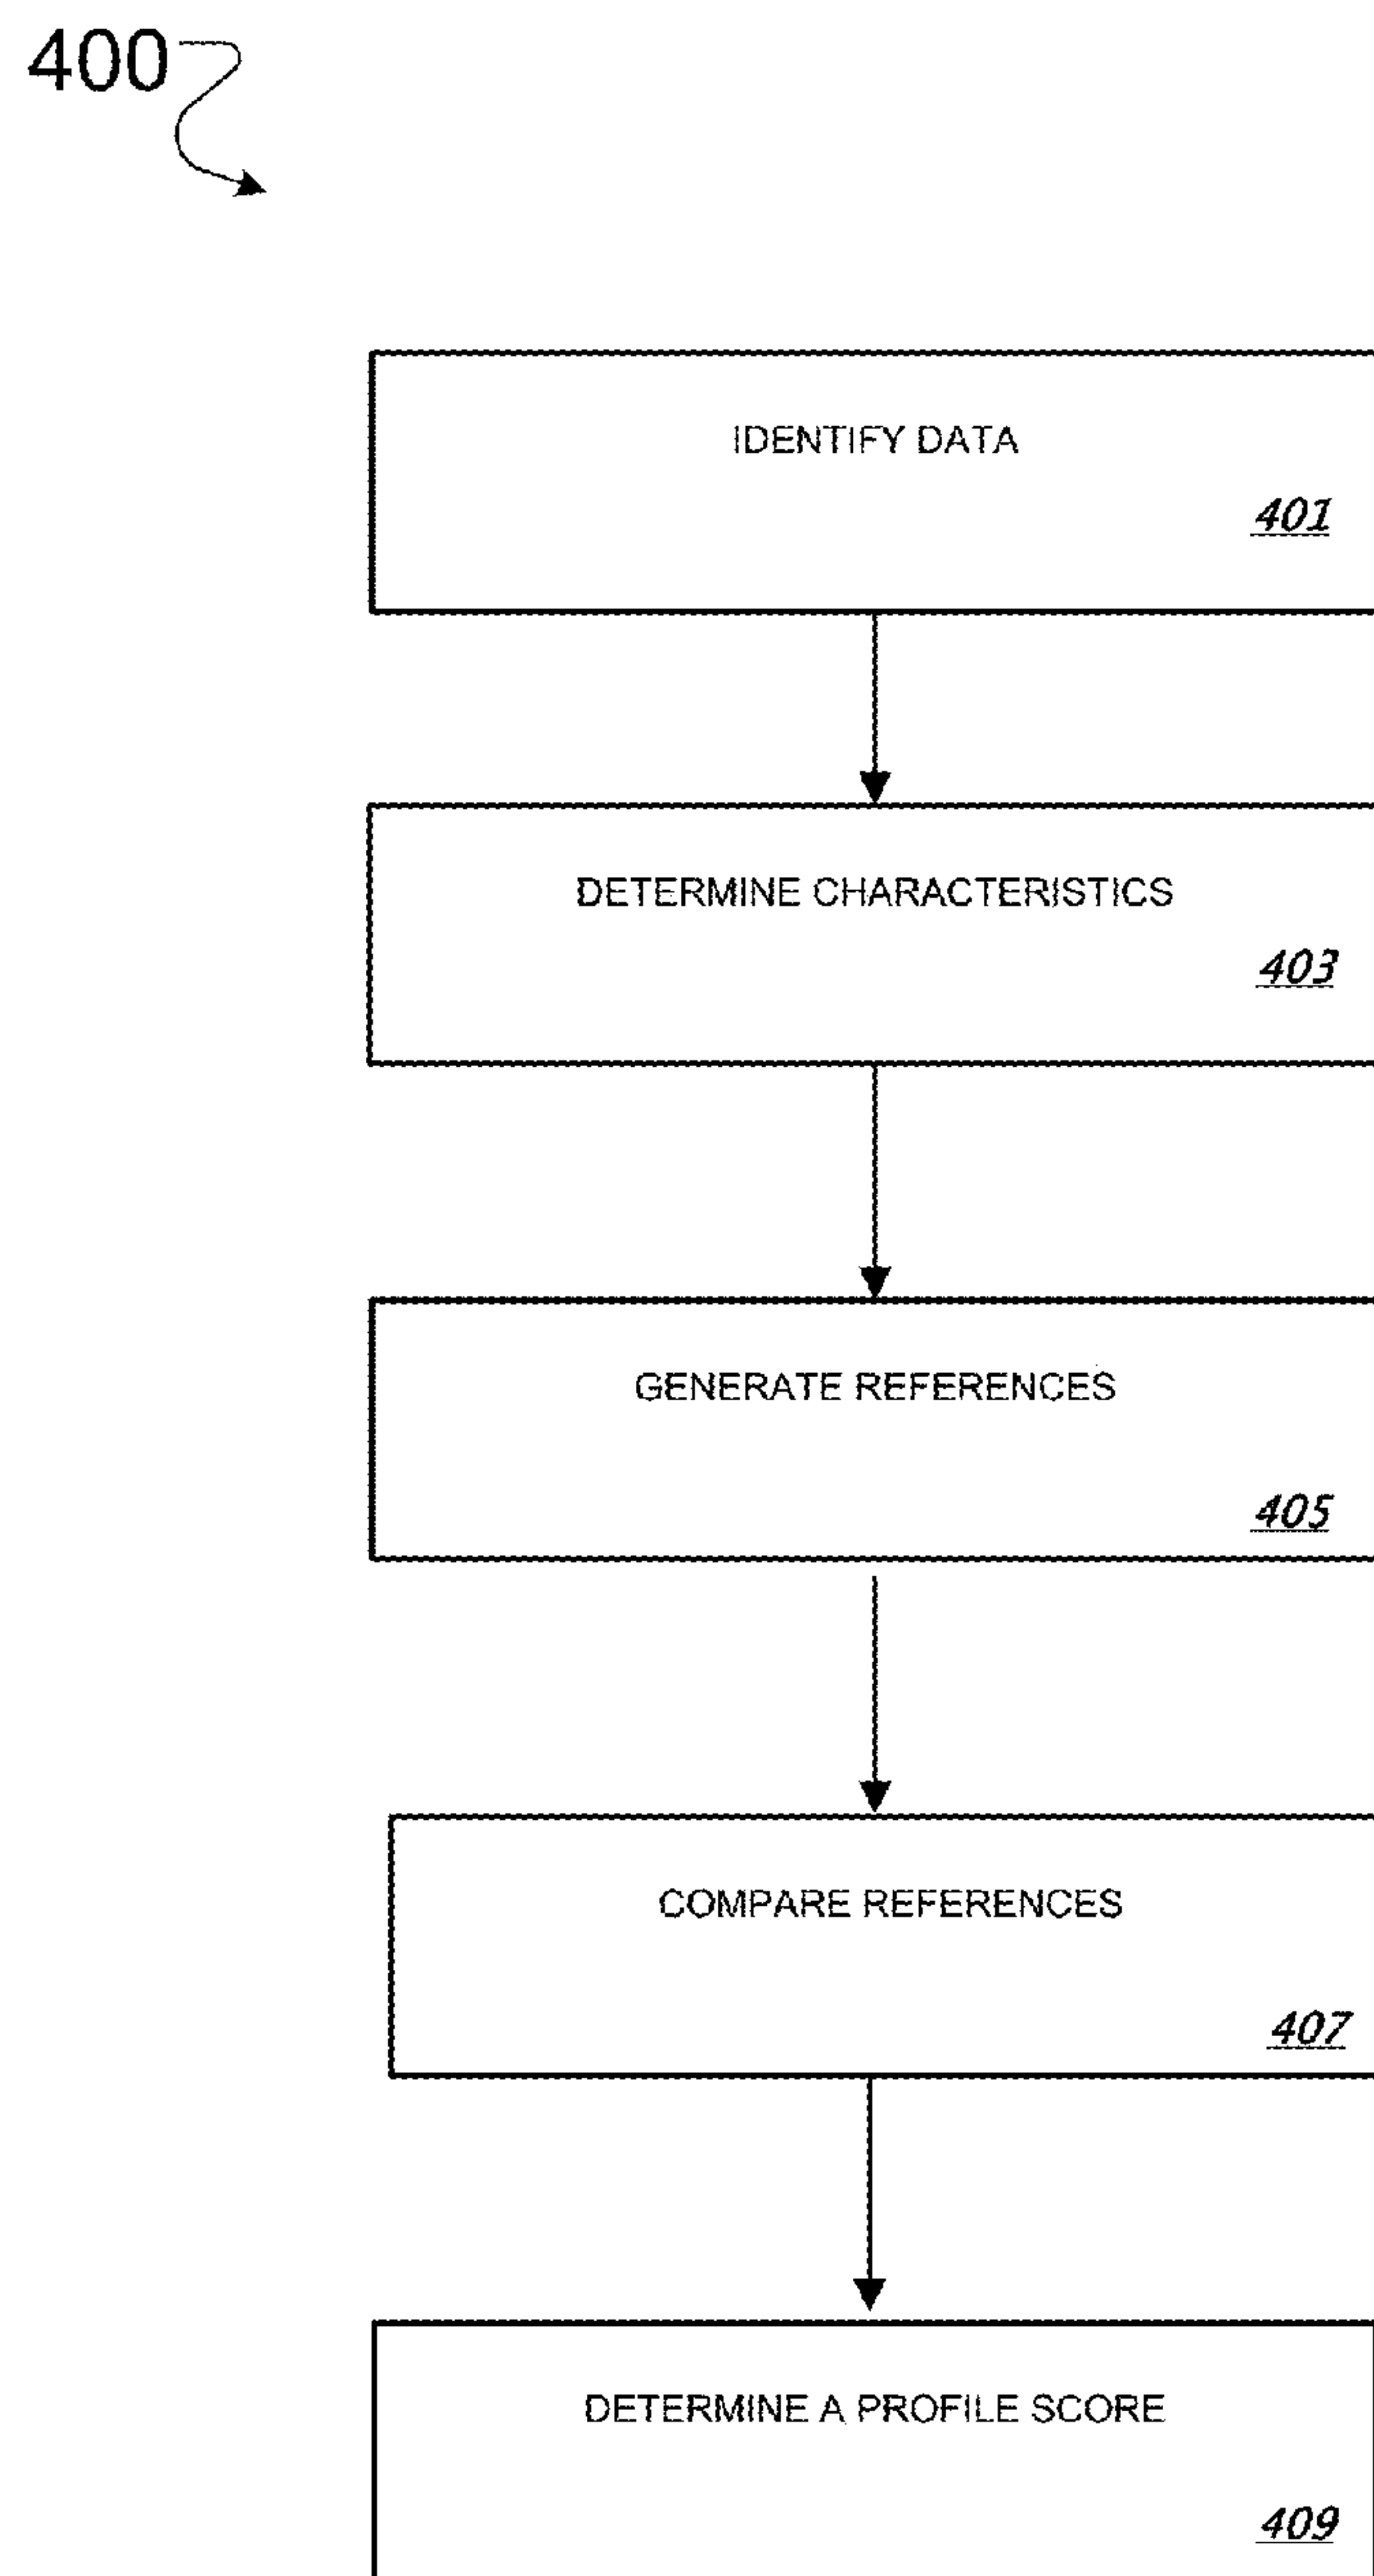 400
IDENTIFY DATA
401
DETERMINE CHARACTERISTICS
403
GENERATE REFERENCES
405
COMPARE REFERENCES
407
DETERMINE A PROFILE SCORE
409